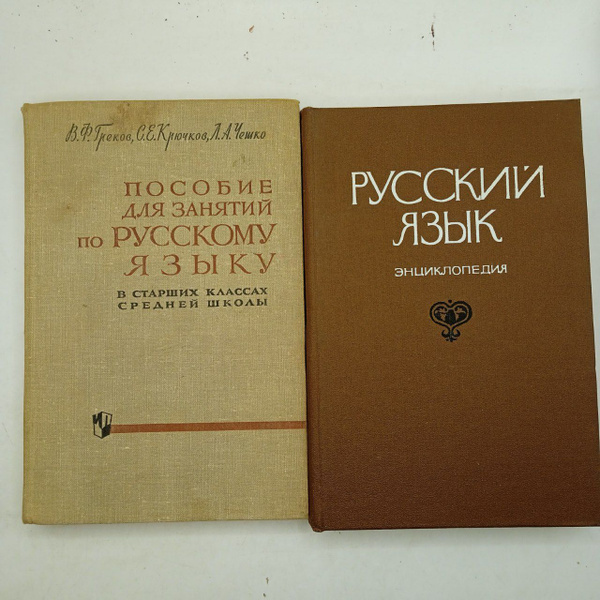 В.Ф.Греков, С.Е.Крючков, Л.А.Чешко
ПОСОБИЕ
ДЛЯ ЗАНЯТИЙ
ПО РУССКОМУ
ЯЗЫКУ
В СТАРШИХ КЛАССАХ
СРЕДНЕЙ ШКОЛЫ
РУССКИЙ
ЯЗЫК
ЭНЦИКЛОПЕДИЯ